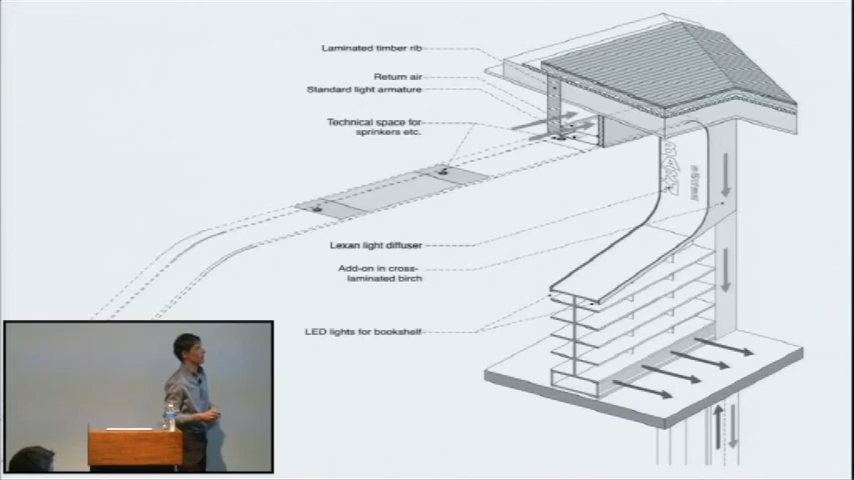 Laminated timber rib
Return air
Standard light armature
Technical space for
sprinkers etc.
Lexan light diffuser
Add-on in cross-
laminated birch
LED lights for bookshelf